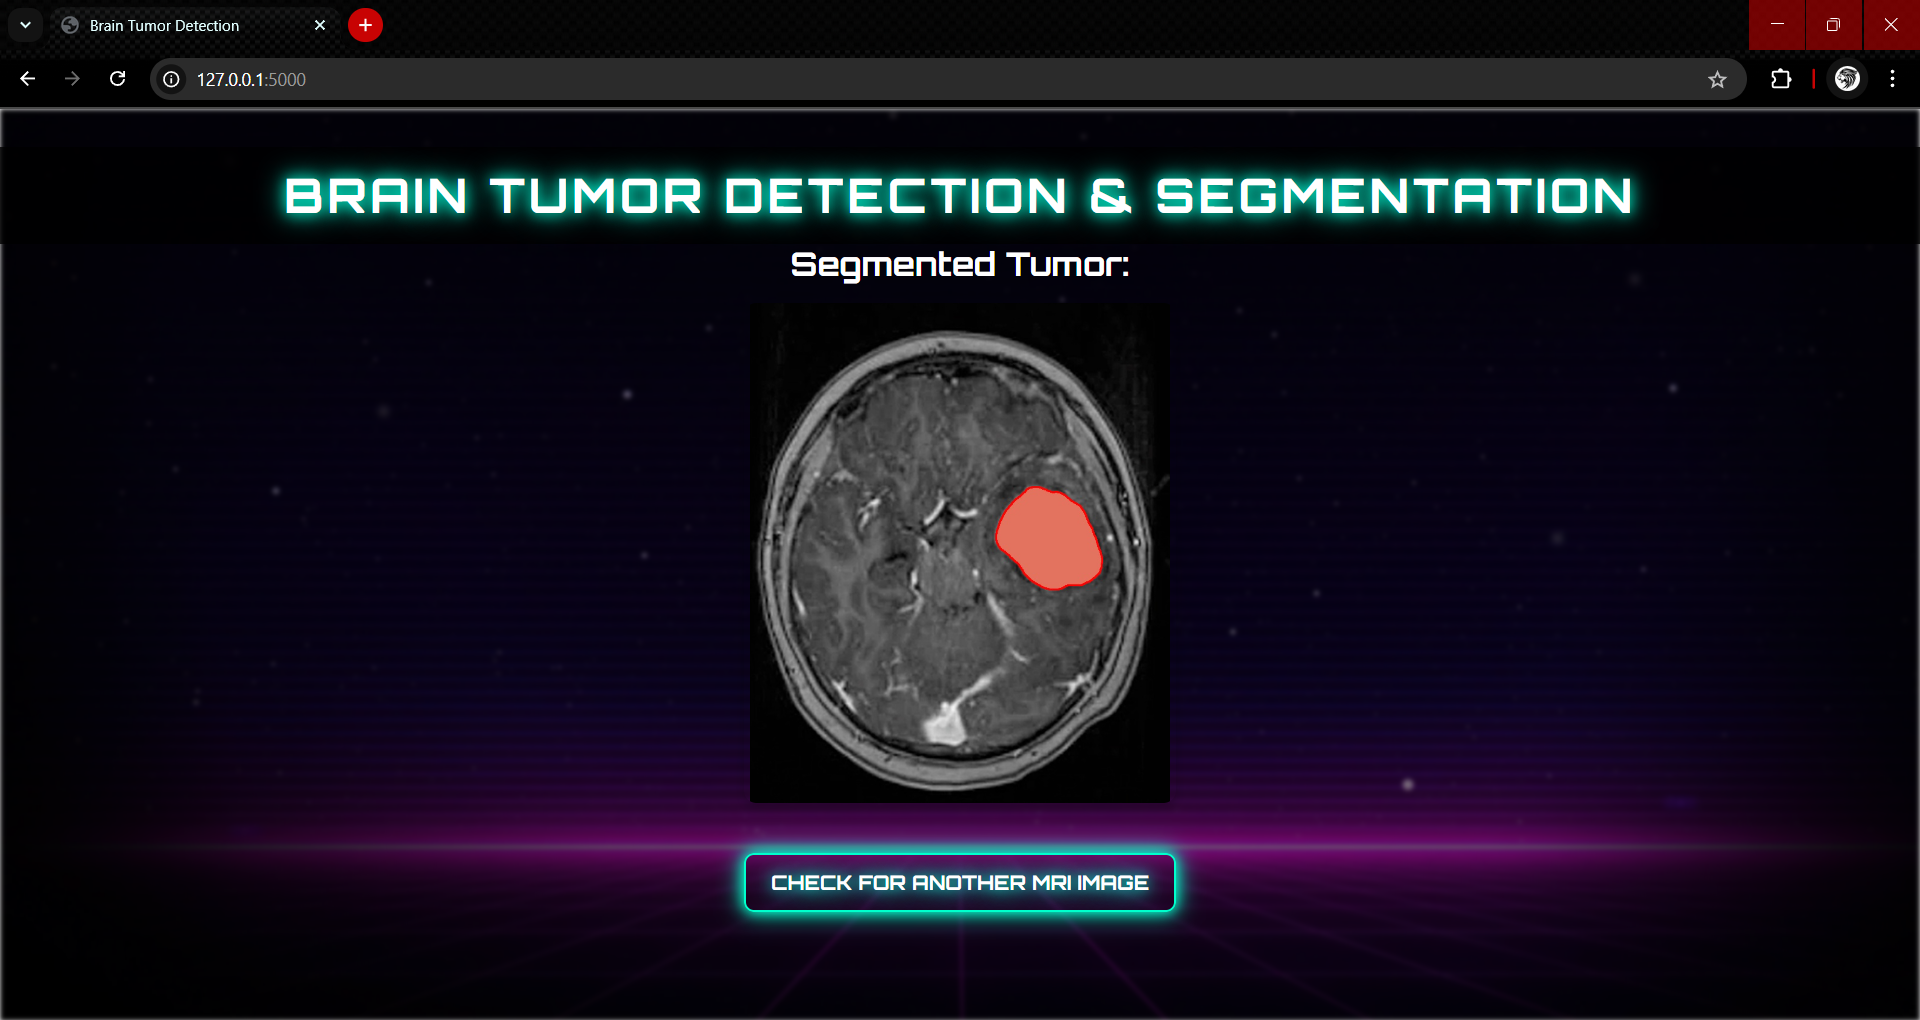 Brain Tumor Detection
127.0.0.1:5000
BRAIN TUMOR DETECTION & SEGMENTATION
Segmented Tumor:
CHECK FOR ANOTHER MRI IMAGE